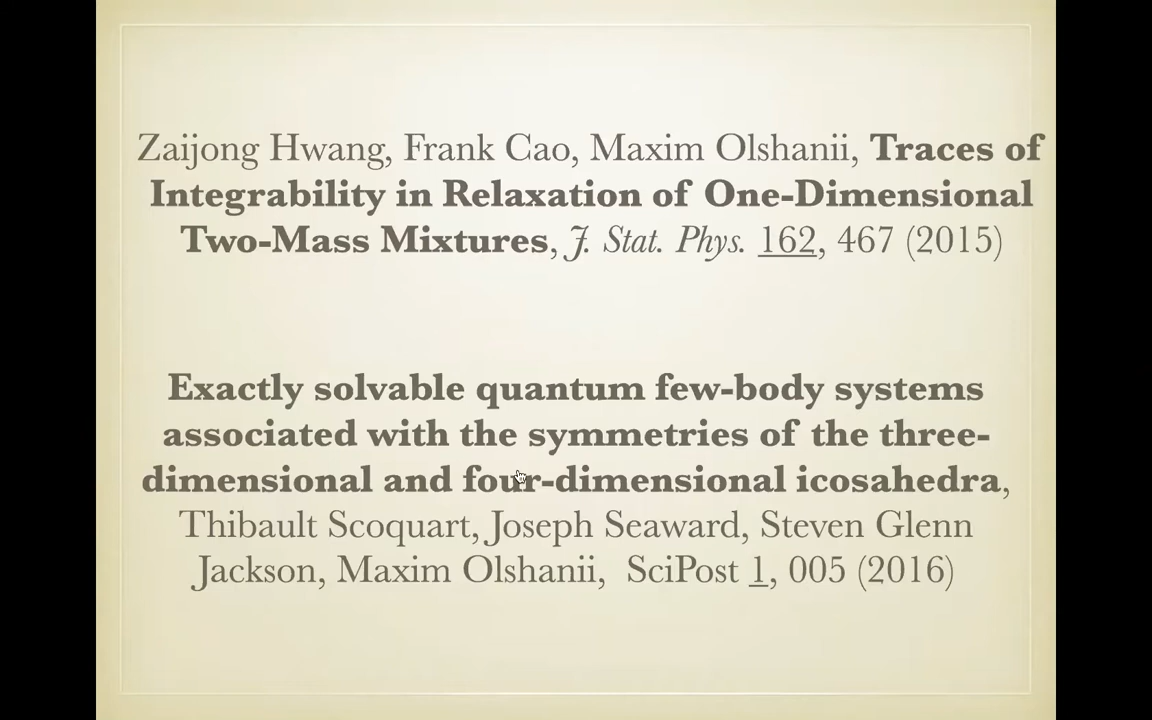 Zaijong Hwang, Frank Cao, Maxim Olshanii, Traces of
Integrability in Relaxation of One-Dimensional
Two-Mass Mixtures, J. Stat. Phys. 162, 467 (2015)
Exactly solvable quantum few-body systems
associated with the symmetries of the three-
dimensional and four-dimensional icosahedra,
Thibault Scoquart, Joseph Seaward, Steven Glenn
Jackson, Maxim Olshanii, SciPost 1, 005 (2016)